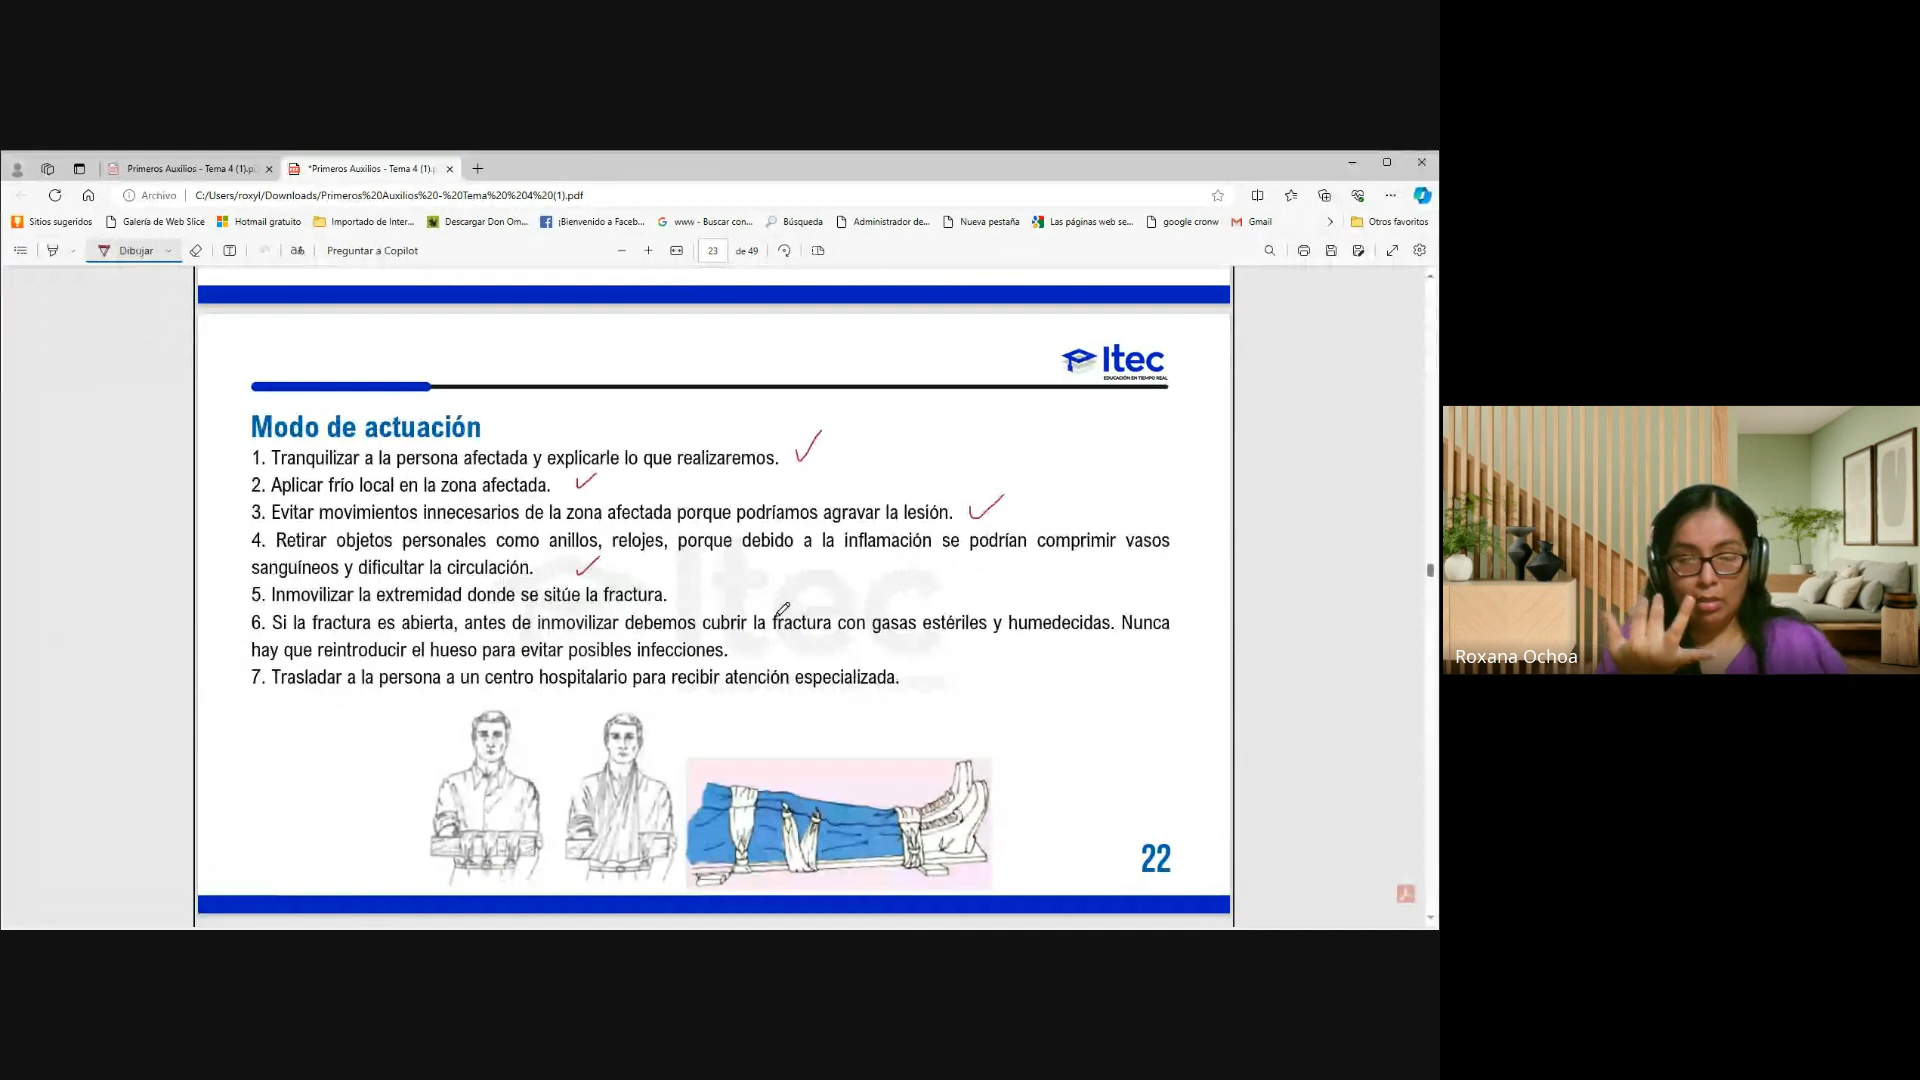 Primeros Auxilios - Tema 4 (1).p
*Primeros Auxilios - Tema 4 (1).p
Archivo
C:/Users/roxyl/Downloads/Primeros%20Auxilios%20-%20Tema%20%204%20(1).pdf
Sitios sugeridos
Galería de Web Slice
Hotmail gratuito
Importado de Inter...
Descargar Don Om...
¡Bienvenido a Faceb...
www - Buscar con...
Búsqueda
Administrador de...
Nueva pestaña
Las páginas web se...
google cronw
Gmail
Otros favoritos
Dibujar
Preguntar a Copilot
23
de 49
Itec
EDUCACIÓN EN TIEMPO REAL
Modo de actuación
1. Tranquilizar a la persona afectada y explicarle lo que realizaremos.
2. Aplicar frío local en la zona afectada.
3. Evitar movimientos innecesarios de la zona afectada porque podríamos agravar la lesión.
4. Retirar objetos personales como anillos, relojes, porque debido a la inflamación se podrían comprimir vasos
sanguíneos y dificultar la circulación.
5. Inmovilizar la extremidad donde se sitúe la fractura.
6. Si la fractura es abierta, antes de inmovilizar debemos cubrir la fractura con gasas estériles y humedecidas. Nunca
hay que reintroducir el hueso para evitar posibles infecciones.
7. Trasladar a la persona a un centro hospitalario para recibir atención especializada.
Itec
22
Roxana Ochoa